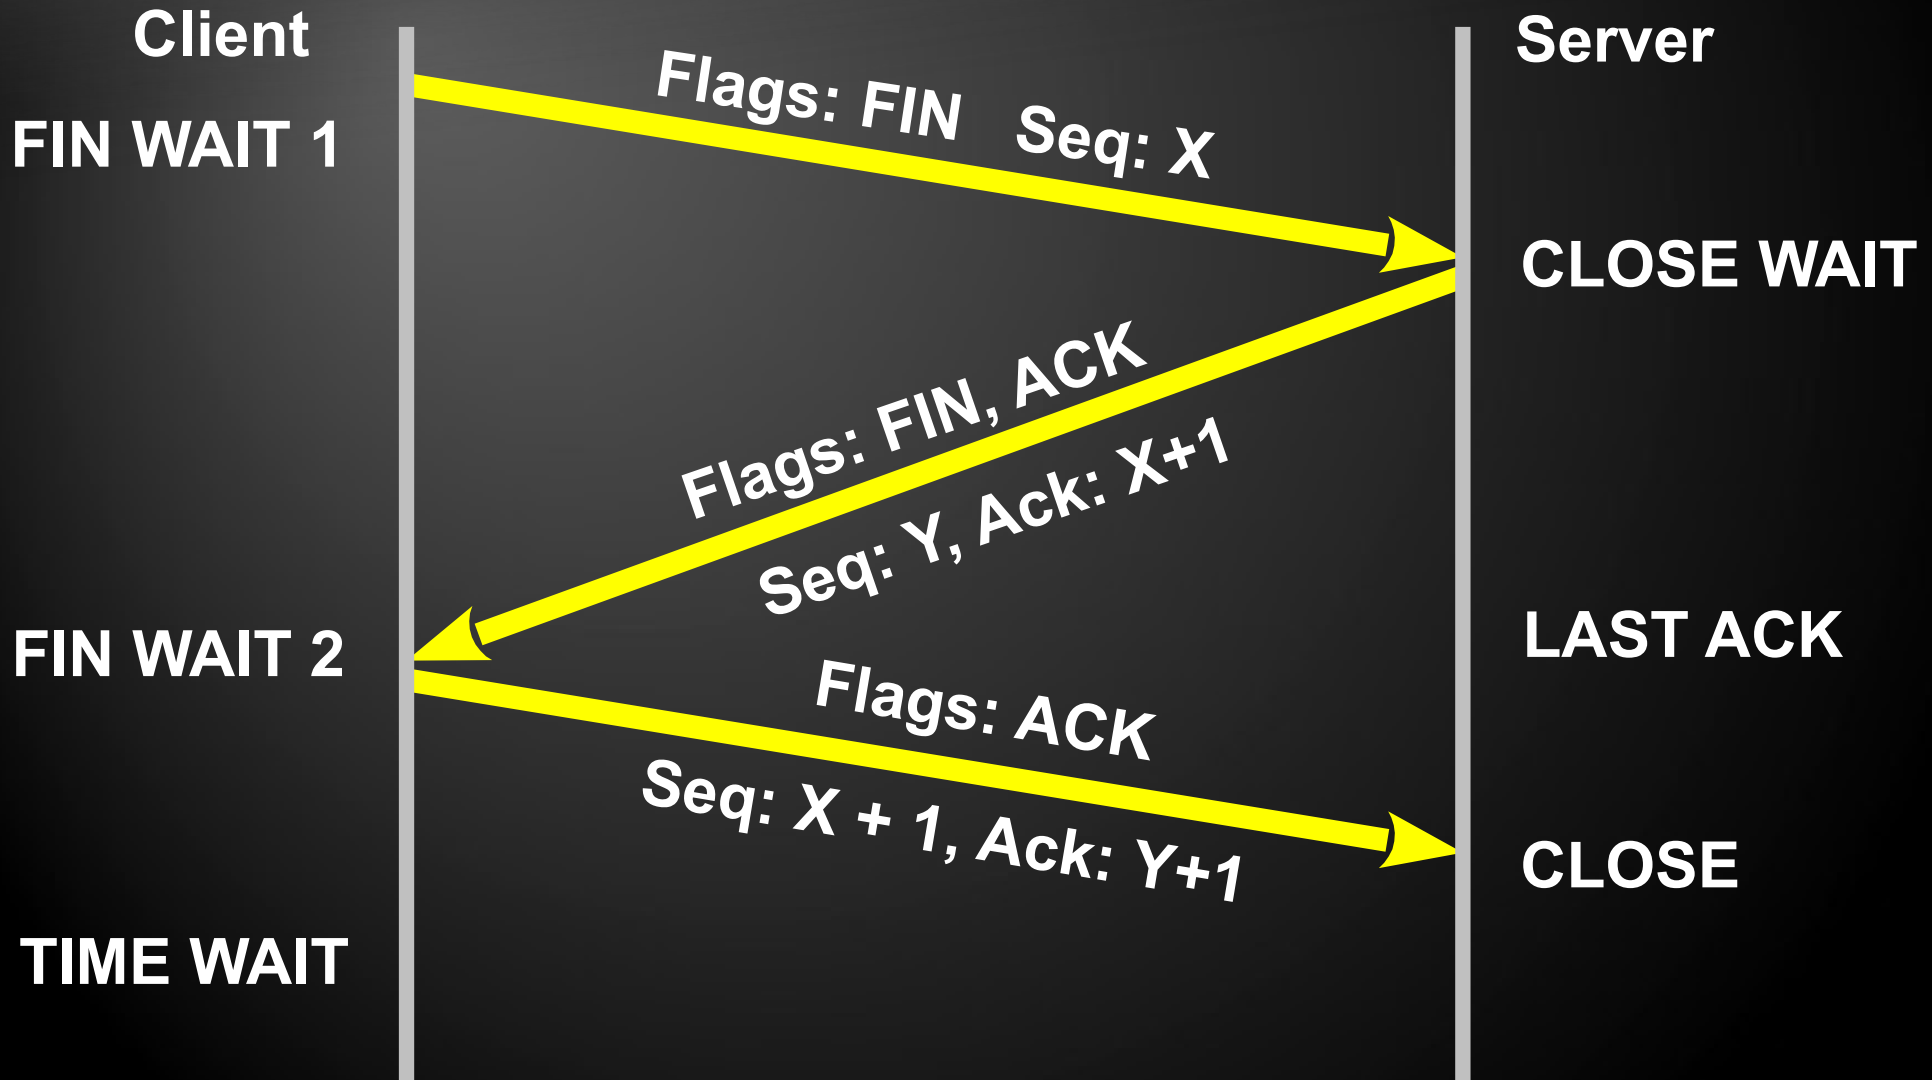 Client
Server
Flags: FIN Seq: X
FIN WAIT 1
CLOSE WAIT
Flags: FIN, ACK
Seq: Y, Ack: X+1
FIN WAIT 2
LAST ACK
Flags: ACK
Seq: X + 1, Ack: Y+1
CLOSE
TIME WAIT